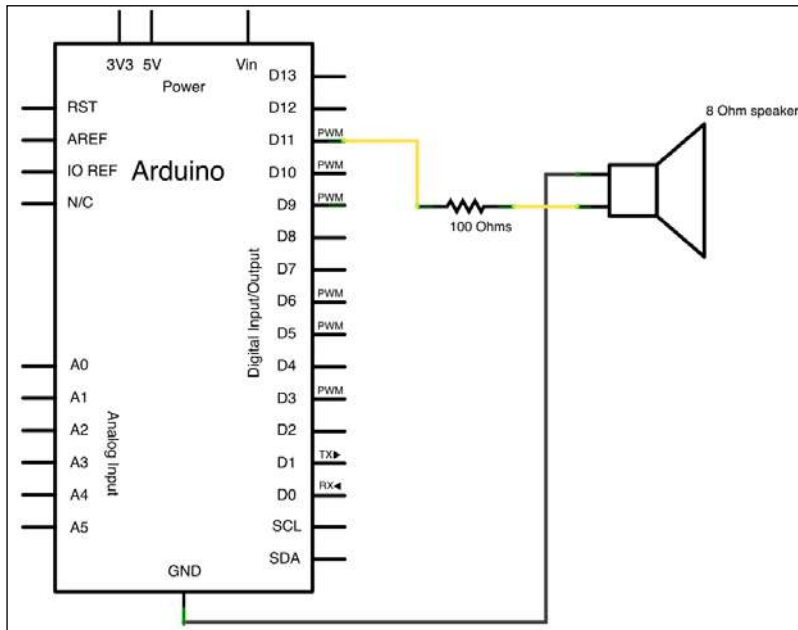 3V3 5V Vin
Power
RST
AREF
IO REF
N/C
Arduino
A0
A1
A2
A3
A4
A5
Analog Input
Digital Input/Output
D13
D12
D11 PWM
D10 PWM
D9 PWM
D8
D7
D6 PWM
D5 PWM
D4
D3 PWM
D2
D1 TX
D0 RX
SCL
SDA
GND
100 Ohms
8 Ohm speaker